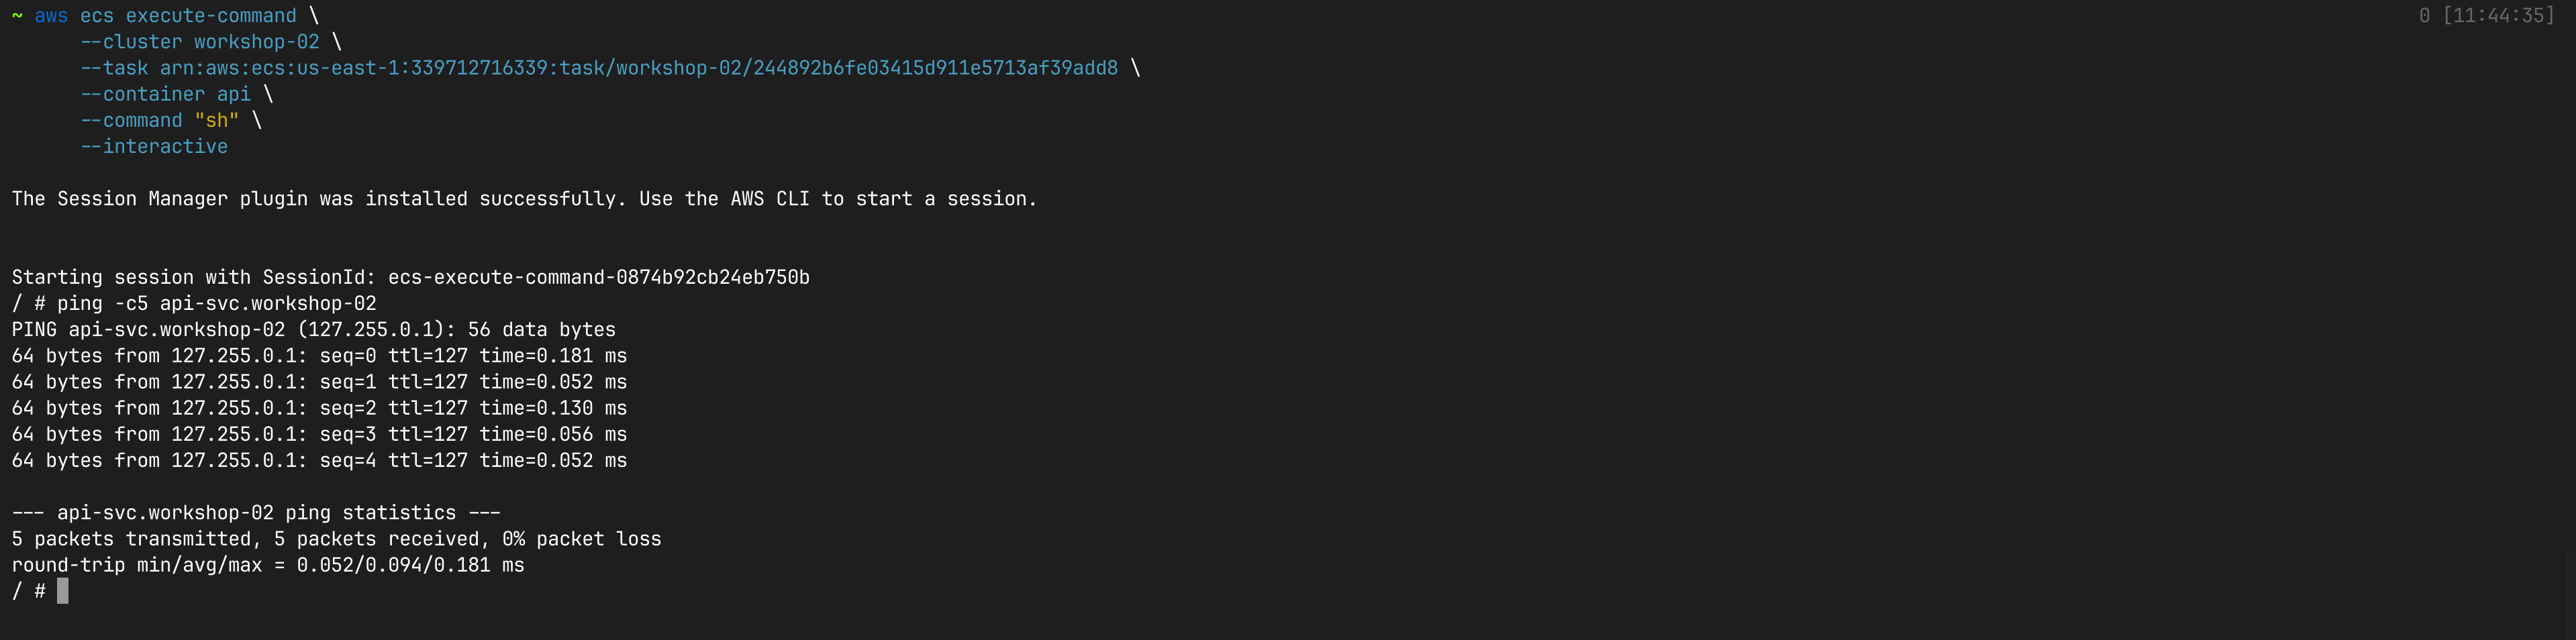 ~ aws ecs execute-command \ 0 [11:44:35]
--cluster workshop-02 \
--task arn:aws:ecs:us-east-1:339712716339:task/workshop-02/244892b6fe03415d911e5713af39add8 \
--container api \
--command "sh" \
--interactive
The Session Manager plugin was installed successfully. Use the AWS CLI to start a session.
Starting session with SessionId: ecs-execute-command-0874b92cb24eb750b
/ # ping -c5 api-svc.workshop-02
PING api-svc.workshop-02 (127.255.0.1): 56 data bytes
64 bytes from 127.255.0.1: seq=0 ttl=127 time=0.181 ms
64 bytes from 127.255.0.1: seq=1 ttl=127 time=0.052 ms
64 bytes from 127.255.0.1: seq=2 ttl=127 time=0.130 ms
64 bytes from 127.255.0.1: seq=3 ttl=127 time=0.056 ms
64 bytes from 127.255.0.1: seq=4 ttl=127 time=0.052 ms
--- api-svc.workshop-02 ping statistics ---
5 packets transmitted, 5 packets received, 0% packet loss
round-trip min/avg/max = 0.052/0.094/0.181 ms
/ #